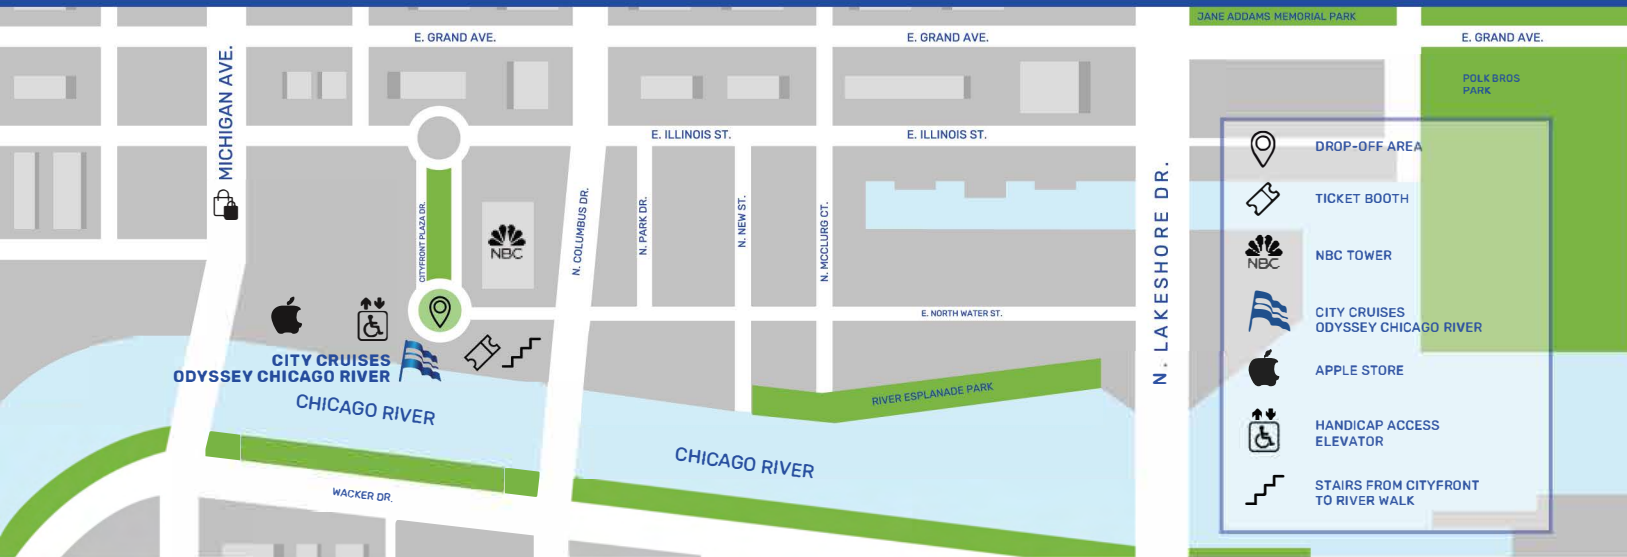 JANE ADDAMS MEMORIAL PARK
E. GRAND AVE.
E. GRAND AVE.
E. GRAND AVE.
MICHIGAN AVE.
POLK BROS
PARK
E. ILLINOIS ST.
E. ILLINOIS ST.
CITYFRONT PLAZA DR.
NBC
N. COLUMBUS DR.
N. PARK DR.
N. NEW ST.
N. MCCLURG CT.
N. LAKESHORE DR.
E. NORTH WATER ST.
CITY CRUISES
ODYSSEY CHICAGO RIVER
CHICAGO RIVER
RIVER ESPLANADE PARK
CHICAGO RIVER
WACKER DR.
DROP-OFF AREA
TICKET BOOTH
NBC
NBC TOWER
CITY CRUISES
ODYSSEY CHICAGO RIVER
APPLE STORE
HANDICAP ACCESS
ELEVATOR
STAIRS FROM CITYFRONT
TO RIVER WALK